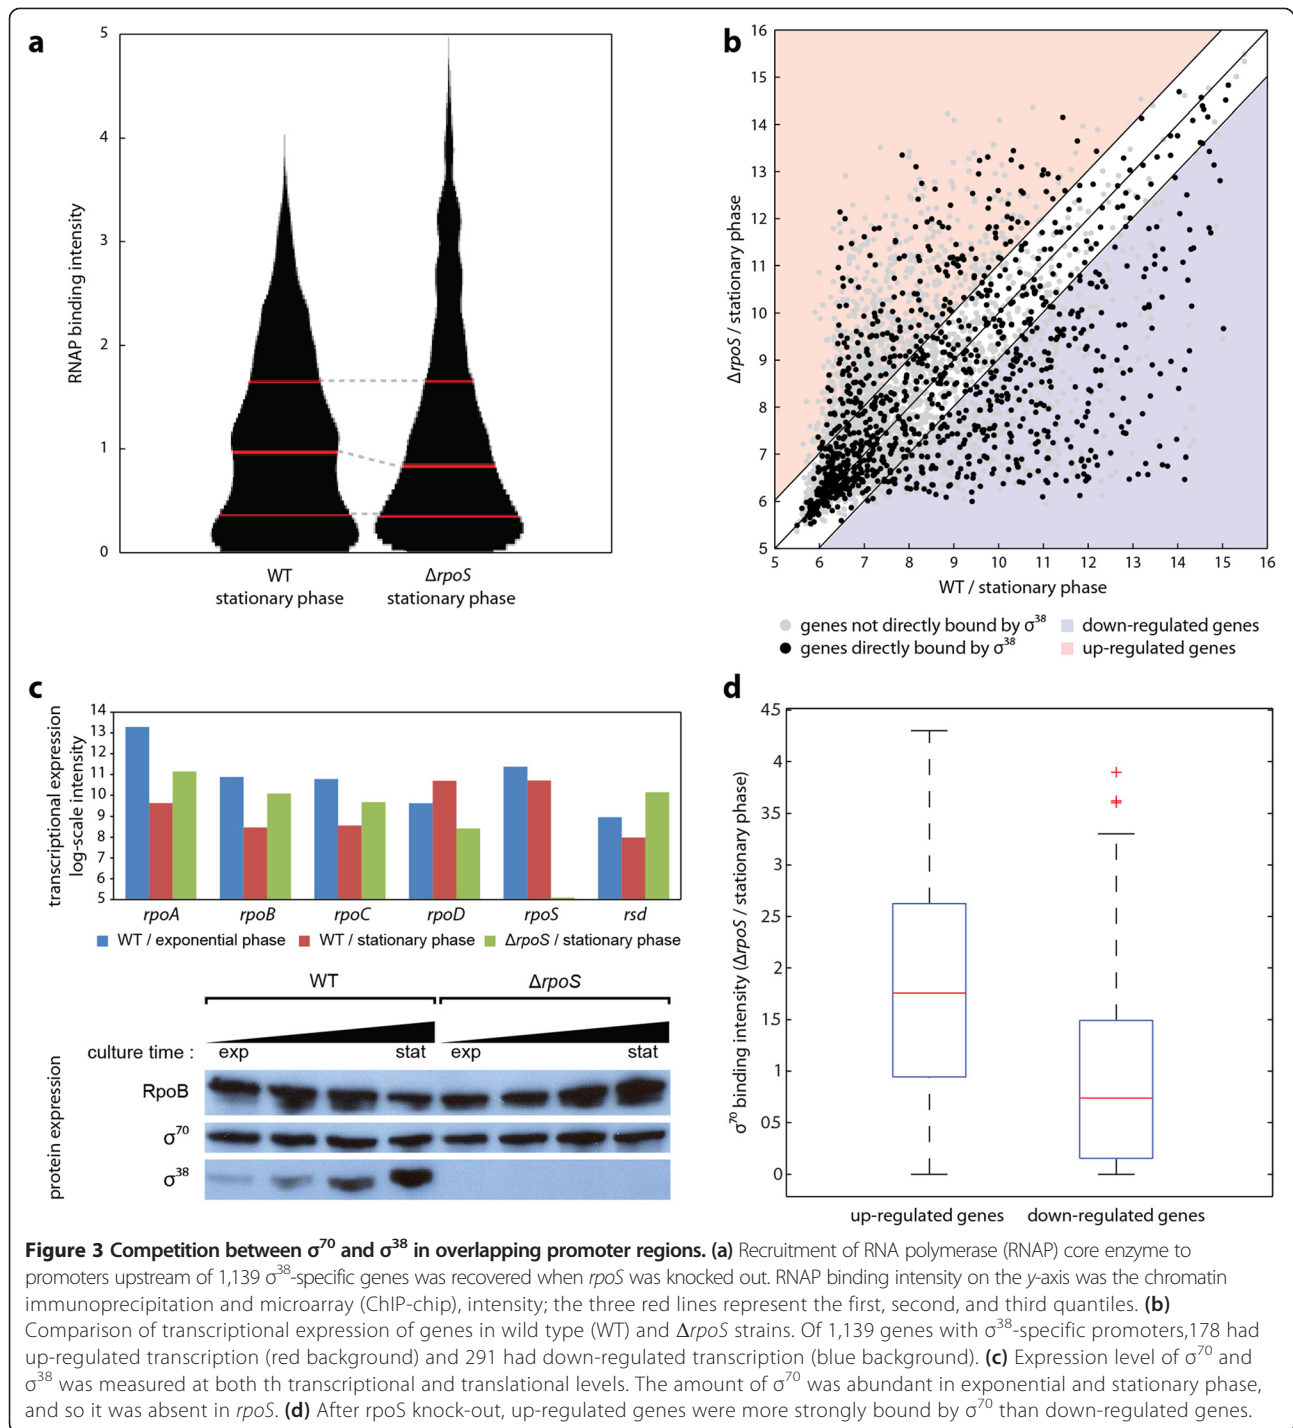 a
5
4
3
2
1
0
RNAP binding intensity
WT
stationary phase
ΔrpoS
stationary phase
b
16
15
14
13
12
11
10
9
8
7
6
5
ΔrpoS / stationary phase
5 6 7 8 9 10 11 12 13 14 15 16
WT / stationary phase
genes not directly bound by σ³⁸
down-regulated genes
genes directly bound by σ³⁸
up-regulated genes
c
transcriptional expression
log-scale intensity
14
13
12
11
10
9
8
7
6
5
rpoA rpoB rpoC rpoD rpoS rsd
WT / exponential phase WT / stationary phase ΔrpoS / stationary phase
WT ΔrpoS
culture time : exp stat exp stat
protein expression
RpoB
σ⁷⁰
σ³⁸
d
45
4
3.5
3
2.5
2
1.5
1
05
0
σ⁷⁰ binding intensity (ΔrpoS / stationary phase)
up-regulated genes down-regulated genes
Figure 3 Competition between σ⁷⁰ and σ³⁸ in overlapping promoter regions. (a) Recruitment of RNA polymerase (RNAP) core enzyme to
promoters upstream of 1,139 σ³⁸-specific genes was recovered when rpoS was knocked out. RNAP binding intensity on the y-axis was the chromatin
immunoprecipitation and microarray (ChIP-chip), intensity; the three red lines represent the first, second, and third quantiles. (b)
Comparison of transcriptional expression of genes in wild type (WT) and ΔrpoS strains. Of 1,139 genes with σ³⁸-specific promoters,178 had
up-regulated transcription (red background) and 291 had down-regulated transcription (blue background). (c) Expression level of σ⁷⁰ and
σ³⁸ was measured at both th transcriptional and translational levels. The amount of σ⁷⁰ was abundant in exponential and stationary phase,
and so it was absent in rpoS. (d) After rpoS knock-out, up-regulated genes were more strongly bound by σ⁷⁰ than down-regulated genes.